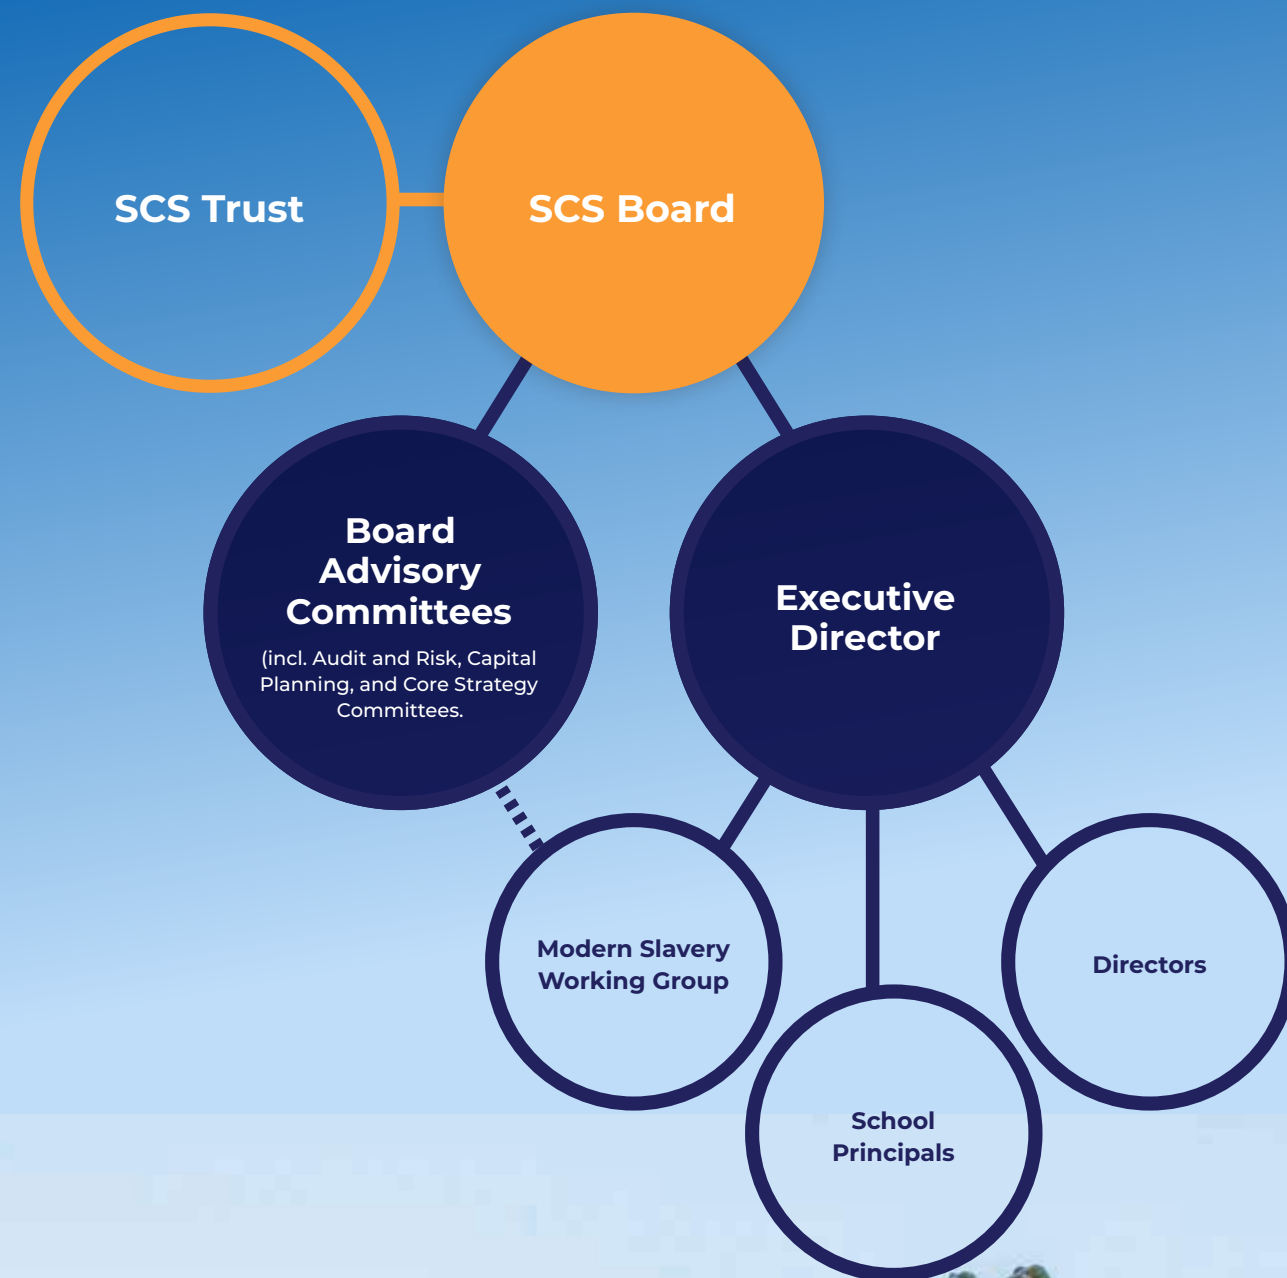 SCS Trust
SCS Board
Board
Advisory
Committees
(incl. Audit and Risk, Capital
Planning, and Core Strategy
Committees.
Executive
Director
Modern Slavery
Working Group
Directors
School
Principals